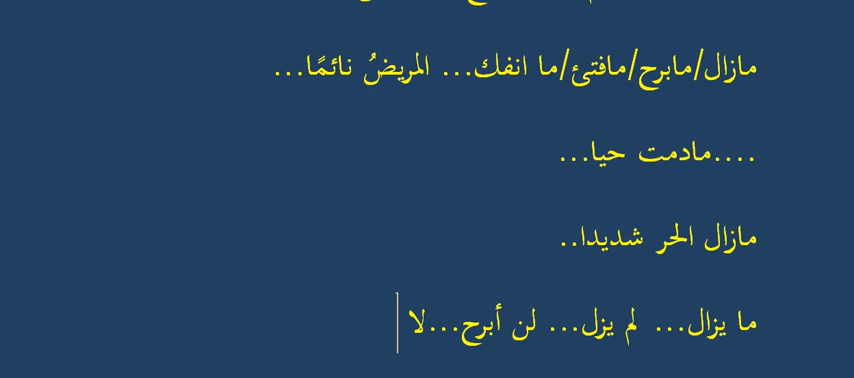 مازال/مابرح/مافتئ/ما انفك... المريضُ نائمًا...
....مادمت حيا...
مازال الحر شديدا..
ما يزال... لم يزل... لن أبرح...لا